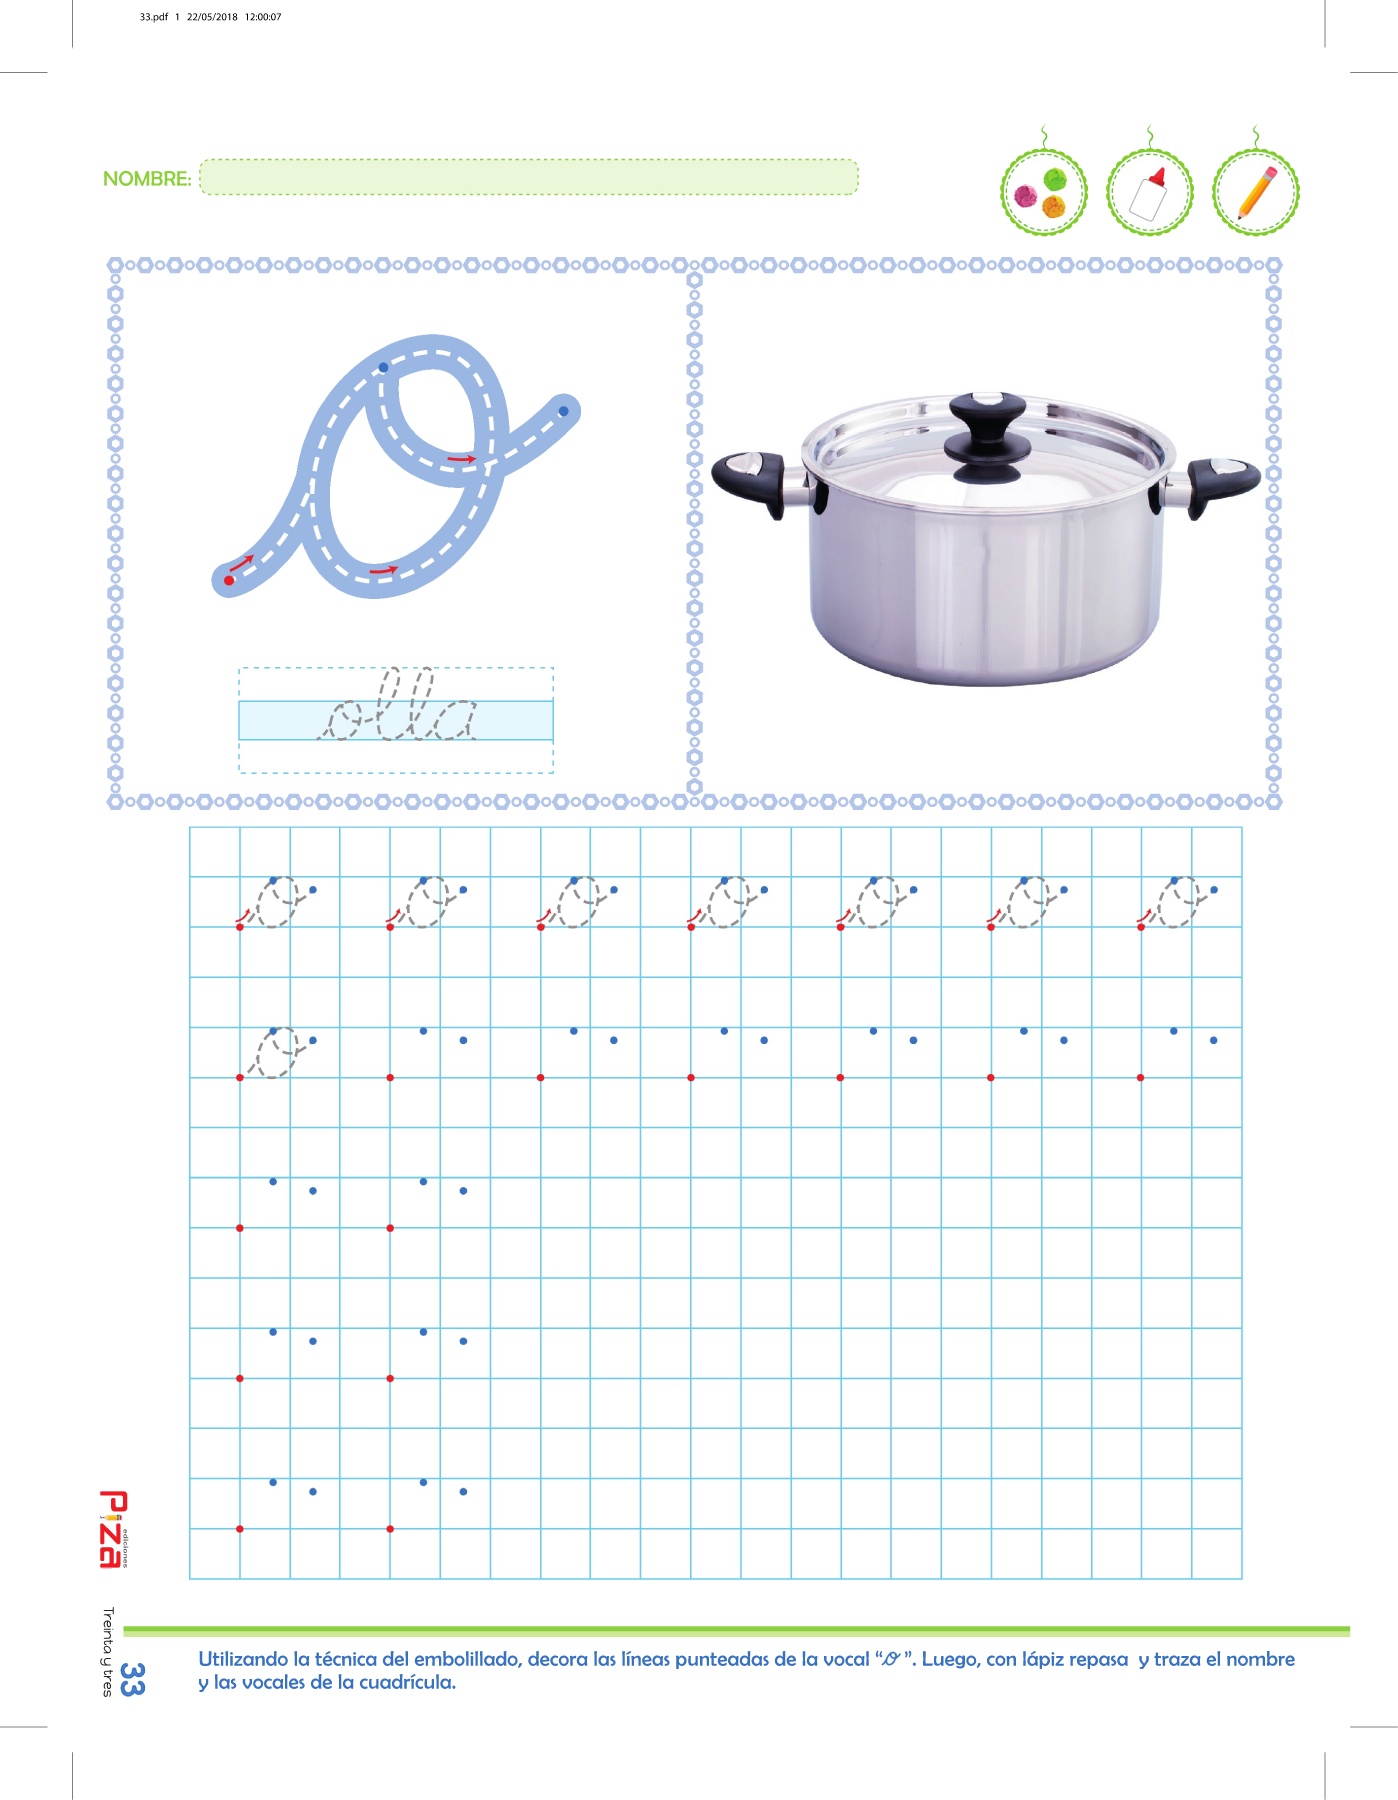 33.pdf 1 22/05/2018 12:00:07
NOMBRE:
olla
o o o o o o o
o
Piza
ediciones
Treinta y tres
33
Utilizando la técnica del embolillado, decora las líneas punteadas de la vocal “o”. Luego, con lápiz repasa y traza el nombre
y las vocales de la cuadrícula.